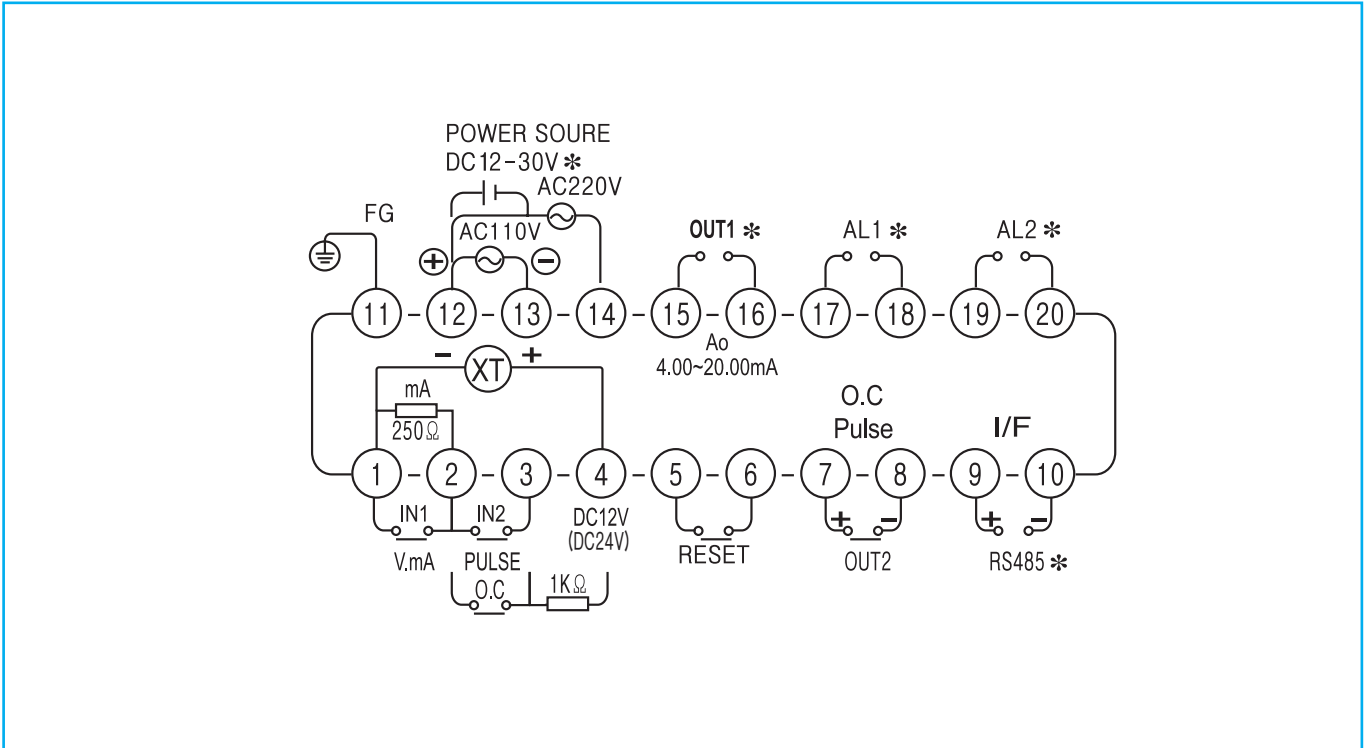 POWER SOURE
DC12-30V *
AC220V
FG
AC110V
OUT1 *
AL1 *
AL2 *
+
-
11 - 12 - 13 - 14 - 15 - 16 - 17 - 18 - 19 - 20
Ao
4.00~20.00mA
- XT +
mA
250Ω
O.C
Pulse
I/F
1 - 2 - 3 - 4 - 5 - 6 - 7 - 8 - 9 - 10
IN1
IN2
DC12V
(DC24V)
+ -
+ -
V.mA
PULSE
RESET
OUT2
RS485 *
O.C
1KΩ